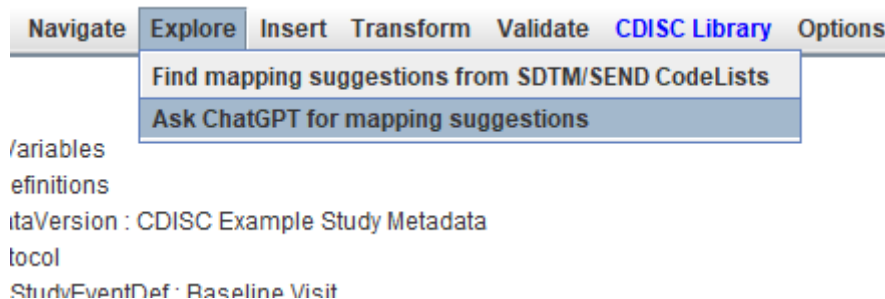 Navigate Explore Insert Transform Validate CDISC Library Options
Find mapping suggestions from SDTM/SEND CodeLists
Ask ChatGPT for mapping suggestions
/ariables
efinitions
taVersion : CDISC Example Study Metadata
tocol
StudyEventDef : Baseline Visit